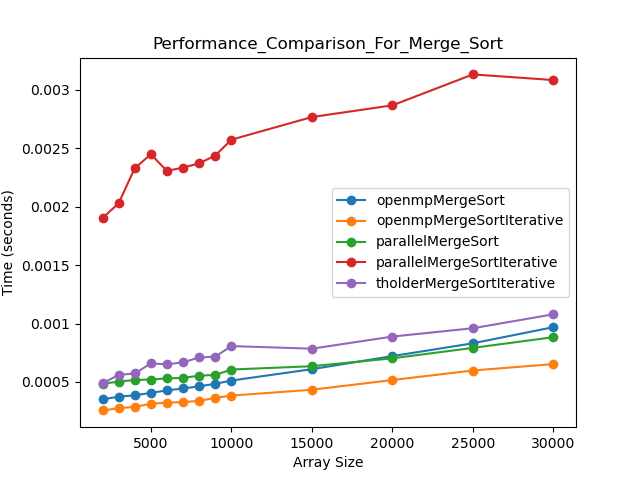 Performance_Comparison_For_Merge_Sort
0.003
0.0025
0.002
0.0015
0.001
0.0005
Time (seconds)
openmpMergeSort
openmpMergeSortIterative
parallelMergeSort
parallelMergeSortIterative
tholderMergeSortIterative
5000 10000 15000 20000 25000 30000
Array Size